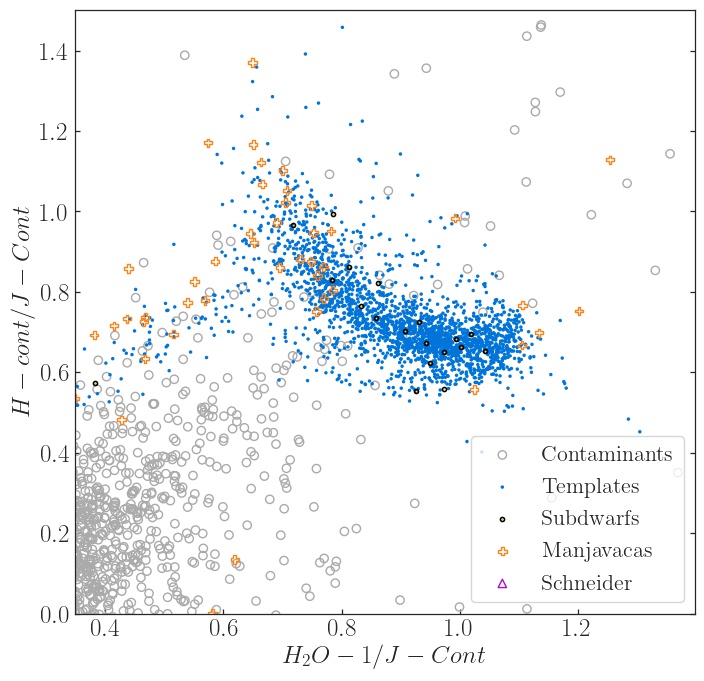 1.4
1.2
1.0
0.8
0.6
0.4
0.2
0.0
H − cont/J − Cont
0.4 0.6 0.8 1.0 1.2
H₂O − 1/J − Cont
Contaminants
Templates
Subdwarfs
Manjavacas
Schneider